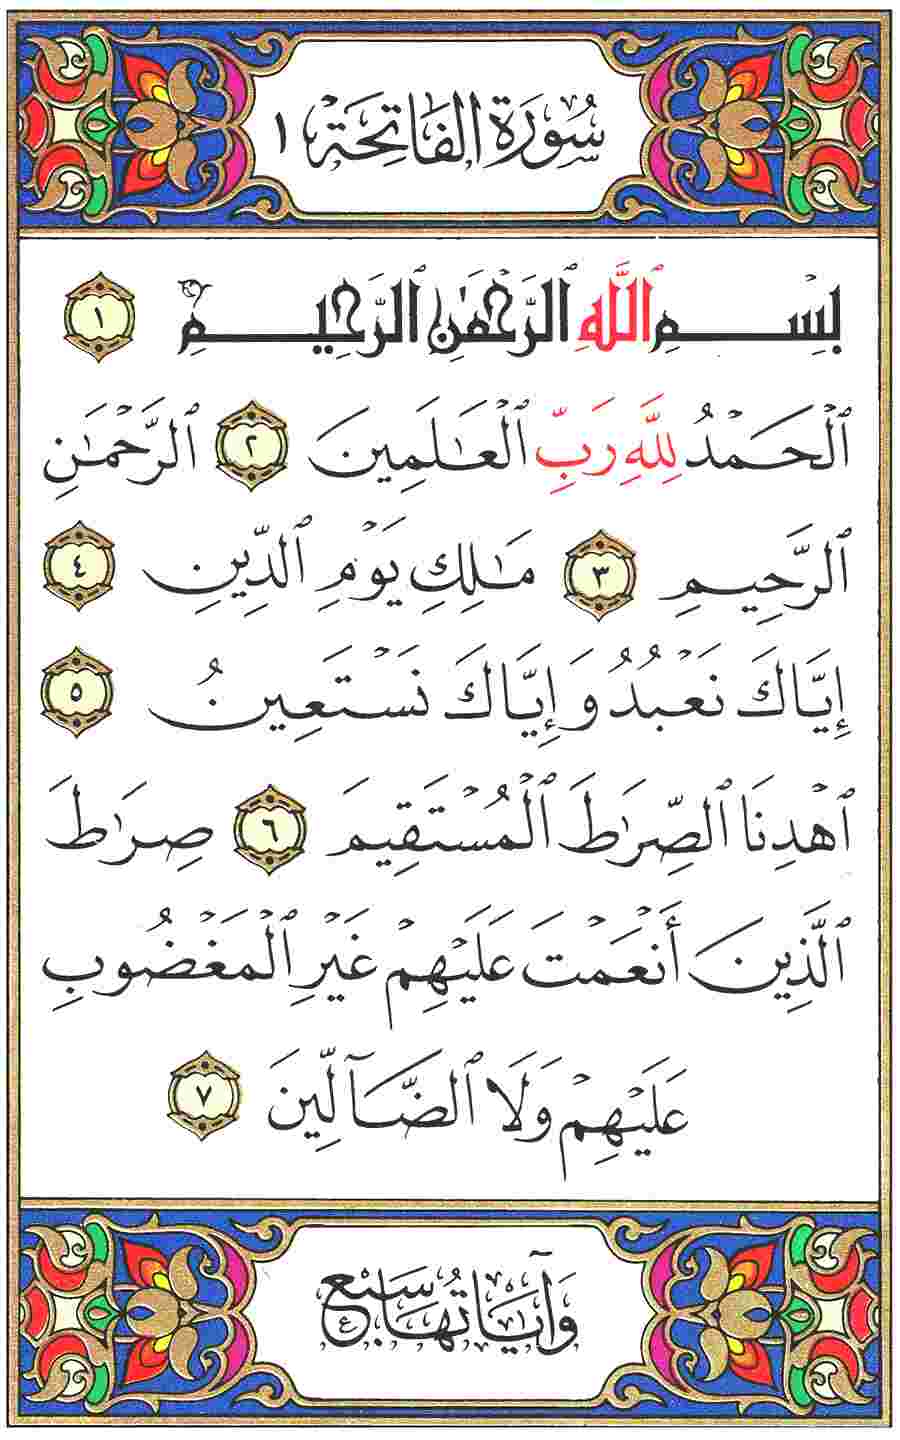 سُورَةُ الفَاتِحَة ١
بِسْمِ ٱللَّهِ ٱلرَّحْمَٰنِ ٱلرَّحِيمِ ١
ٱلْحَمْدُ لِلَّهِ رَبِّ ٱلْعَٰلَمِينَ ٢ ٱلرَّحْمَٰنِ
ٱلرَّحِيمِ ٣ مَٰلِكِ يَوْمِ ٱلدِّينِ ٤
إِيَّاكَ نَعْبُدُ وَإِيَّاكَ نَسْتَعِينُ ٥
ٱهْدِنَا ٱلصِّرَٰطَ ٱلْمُسْتَقِيمَ ٦ صِرَٰطَ
ٱلَّذِينَ أَنْعَمْتَ عَلَيْهِمْ غَيْرِ ٱلْمَغْضُوبِ
عَلَيْهِمْ وَلَا ٱلضَّآلِّينَ ٧
وَآيَاتُهَا سَبْع